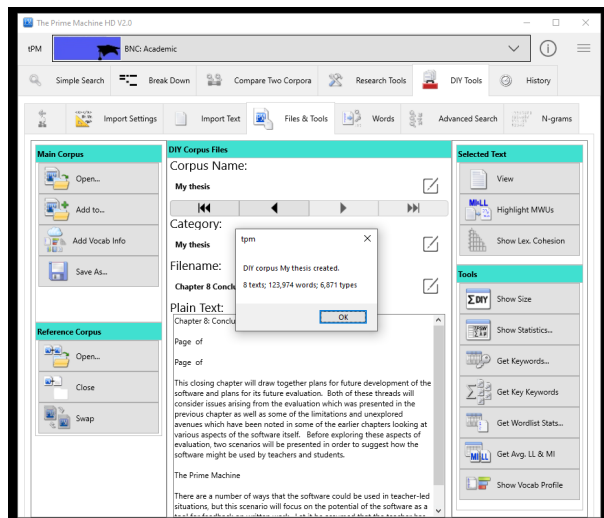 The Prime Machine HD V2.0
tPM
BNC: Academic
Simple Search
Break Down
Compare Two Corpora
Research Tools
DIY Tools
History
Import Settings
Import Text
Files & Tools
Words
Advanced Search
N-grams
Main Corpus
Open...
Add to...
Add Vocab Info
Save As...
Reference Corpus
Open...
Close
Swap
DIY Corpus Files
Corpus Name:
My thesis
Category:
My thesis
Filename:
Chapter 8 Conclu
Plain Text:
Chapter 8: Conclu
Page of
Page of
This closing chapter will draw together plans for future development of the
software and plans for its future evaluation. Both of these threads will
consider issues arising from the evaluation which was presented in the
previous chapter as well as some of the limitations and unexplored
avenues which have been noted in some of the earlier chapters looking at
various aspects of the software itself. Before exploring these aspects of
evaluation, two scenarios will be presented in order to suggest how the
software might be used by teachers and students.
The Prime Machine
There are a number of ways that the software could be used in teacher-led
situations, but this scenario will focus on the potential of the software as a
tpm
DIY corpus My thesis created.
8 texts; 123,974 words; 6,871 types
OK
Selected Text
View
Highlight MWUs
Show Lex. Cohesion
Tools
Σ DIY
Show Size
Show Statistics...
Get Keywords...
Get Key Keywords
Get Wordlist Stats...
Get Avg. LL & MI
Show Vocab Profile